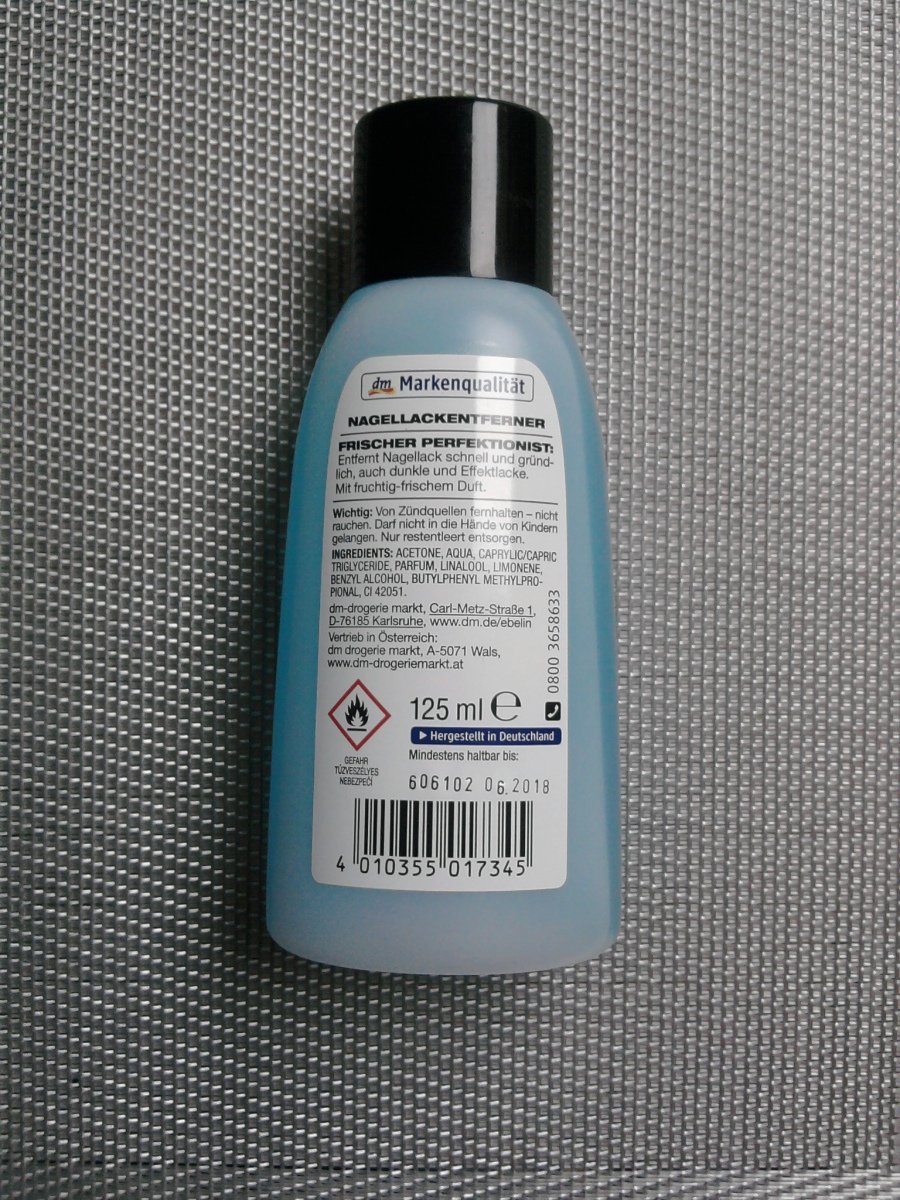 dm Markenqualität
NAGELLACKENTFERNER
FRISCHER PERFEKTIONIST:
Entfernt Nagellack schnell und gründ-
lich, auch dunkle und Effektlacke.
Mit fruchtig-frischem Duft.
Wichtig: Von Zündquellen fernhalten – nicht
rauchen. Darf nicht in die Hände von Kindern
gelangen. Nur restentleert entsorgen.
INGREDIENTS: ACETONE, AQUA, CAPRYLIC/CAPRIC
TRIGLYCERIDE, PARFUM, LINALOOL, LIMONENE,
BENZYL ALCOHOL, BUTYLPHENYL METHYLPRO-
PIONAL, CI 42051.
dm-drogerie markt, Carl-Metz-Straße 1,
D-76185 Karlsruhe, www.dm.de/ebelin
Vertrieb in Österreich:
dm drogerie markt, A-5071 Wals,
www.dm-drogeriemarkt.at
0800 3658633
125 ml e
Hergestellt in Deutschland
GEFAHR
TŰZVESZÉLYES
NEBEZPEČÍ
Mindestens haltbar bis:
606102 06.2018
4 010355 017345